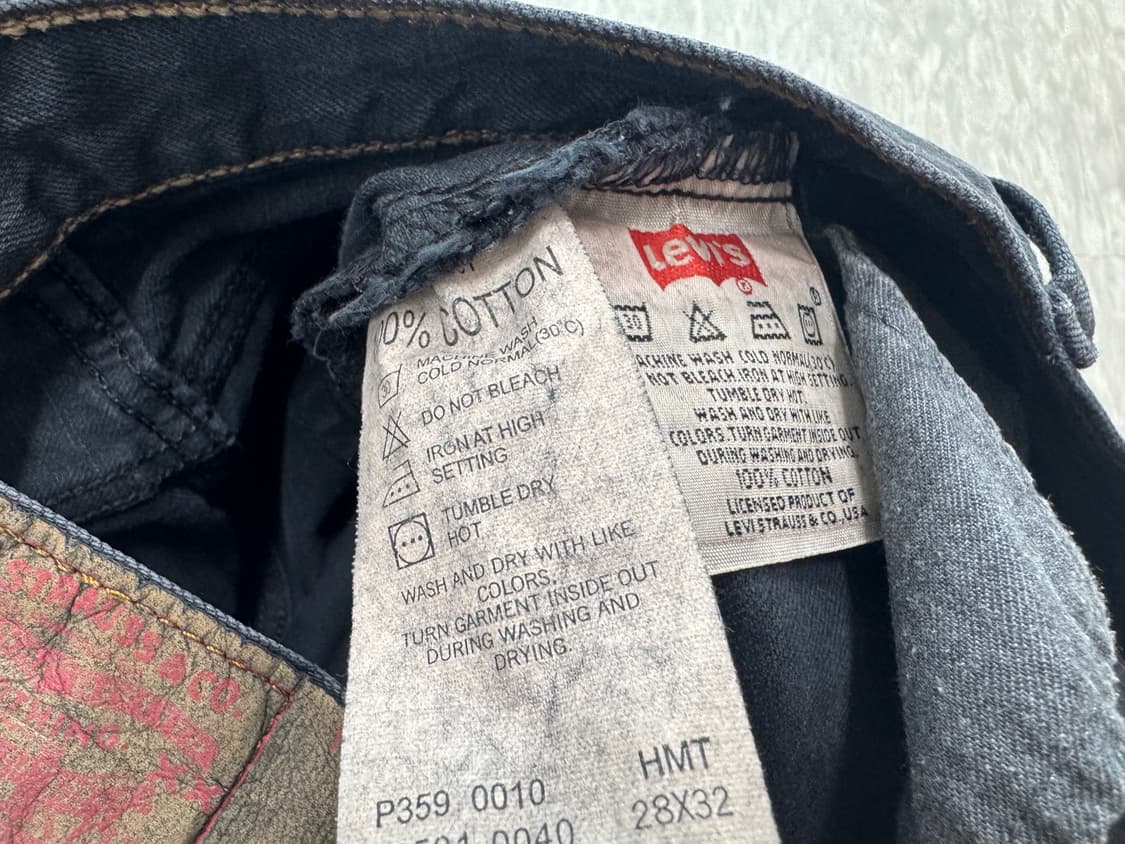 COTTON
MACHINE WASH
COLD NORMAL(30°C)
DO NOT BLEACH
IRON AT HIGH
SETTING
TUMBLE DRY
HOT
WASH AND DRY WITH LIKE
COLORS.
TURN GARMENT INSIDE OUT
DURING WASHING AND
DRYING.
HMT
P359 0010
28X32
0040
Levi's
30
ACHINE WASH COLD NORMAL(30°C)
NOT BLEACH.IRON AT HIGH SETTING.
TUMBLE DRY HOT.
WASH AND DRY WITH LIKE
COLORS.TURN GARMENT INSIDE OUT
DURING WASHING AND DRYING.
100% COTTON
LICENSED PRODUCT OF
LEVI STRAUSS & CO.,USA
STRAUSS & CO.